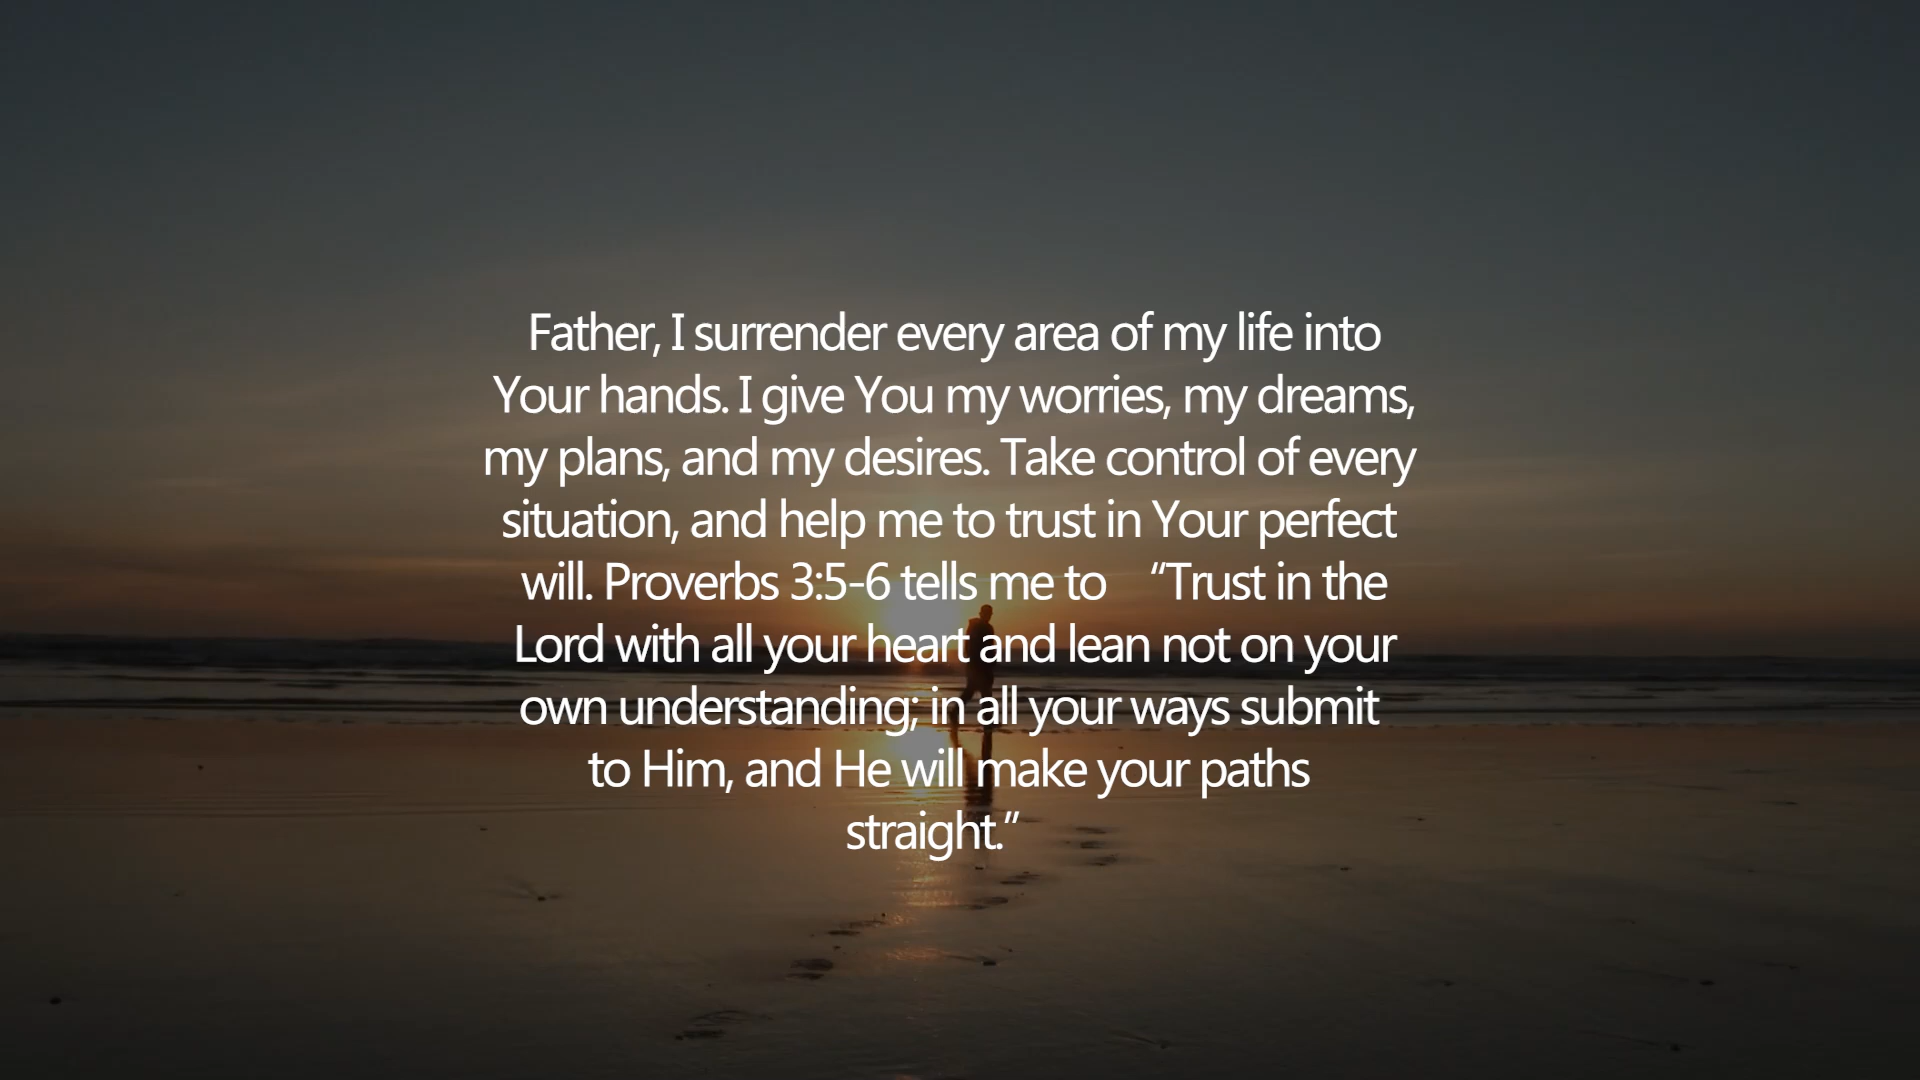 Father, I surrender every area of my life into
Your hands. I give You my worries, my dreams,
my plans, and my desires. Take control of every
situation, and help me to trust in Your perfect
will. Proverbs 3:5-6 tells me to “Trust in the
Lord with all your heart and lean not on your
own understanding; in all your ways submit
to Him, and He will make your paths
straight.”